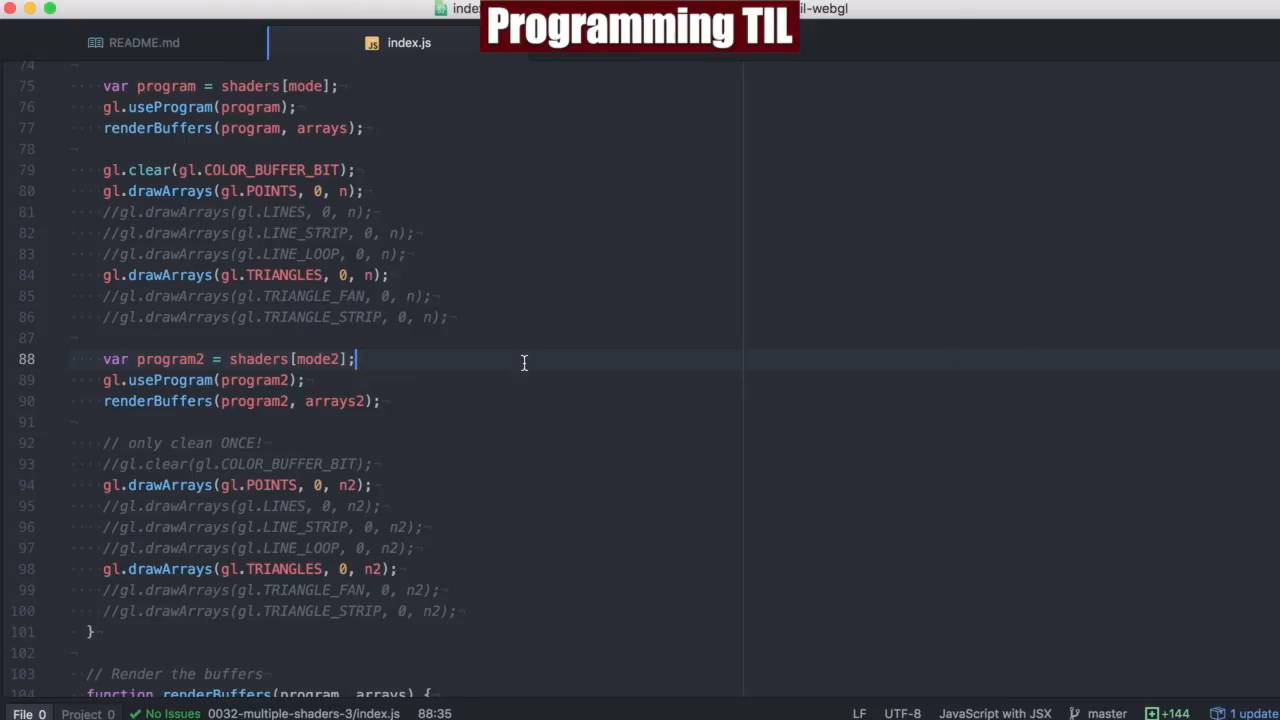 inde
il-webgl
Programming TIL
README.md
index.js
74
75 var program = shaders[mode];
76 gl.useProgram(program);
77 renderBuffers(program, arrays);
78
79 gl.clear(gl.COLOR_BUFFER_BIT);
80 gl.drawArrays(gl.POINTS, 0, n);
81 //gl.drawArrays(gl.LINES, 0, n);
82 //gl.drawArrays(gl.LINE_STRIP, 0, n);
83 //gl.drawArrays(gl.LINE_LOOP, 0, n);
84 gl.drawArrays(gl.TRIANGLES, 0, n);
85 //gl.drawArrays(gl.TRIANGLE_FAN, 0, n);
86 //gl.drawArrays(gl.TRIANGLE_STRIP, 0, n);
87
88 var program2 = shaders[mode2];
89 gl.useProgram(program2);
90 renderBuffers(program2, arrays2);
91
92 // only clean ONCE!
93 //gl.clear(gl.COLOR_BUFFER_BIT);
94 gl.drawArrays(gl.POINTS, 0, n2);
95 //gl.drawArrays(gl.LINES, 0, n2);
96 //gl.drawArrays(gl.LINE_STRIP, 0, n2);
97 //gl.drawArrays(gl.LINE_LOOP, 0, n2);
98 gl.drawArrays(gl.TRIANGLES, 0, n2);
99 //gl.drawArrays(gl.TRIANGLE_FAN, 0, n2);
100 //gl.drawArrays(gl.TRIANGLE_STRIP, 0, n2);
101 }
102
103 // Render the buffers
104 function renderBuffers(program, arrays) {
File 0 Project 0 No Issues 0032-multiple-shaders-3/index.js 88:35 LF UTF-8 JavaScript with JSX master +144 1 update